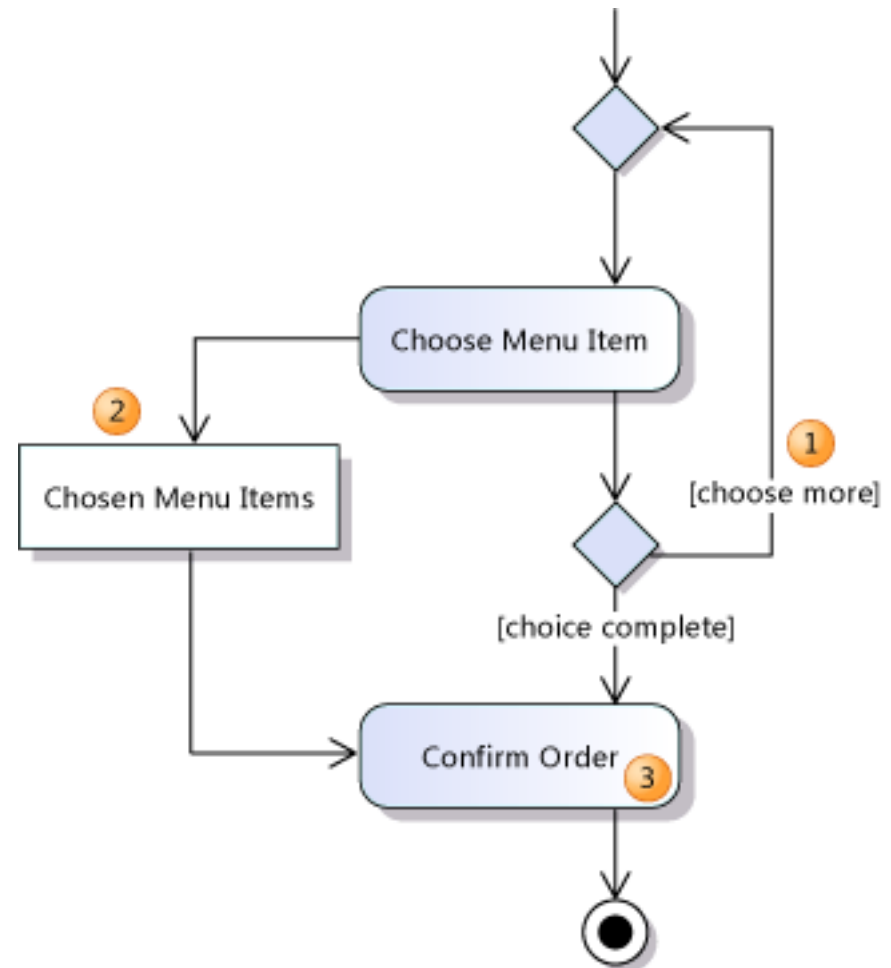 Choose Menu Item
2
1
[choose more]
Chosen Menu Items
[choice complete]
Confirm Order
3